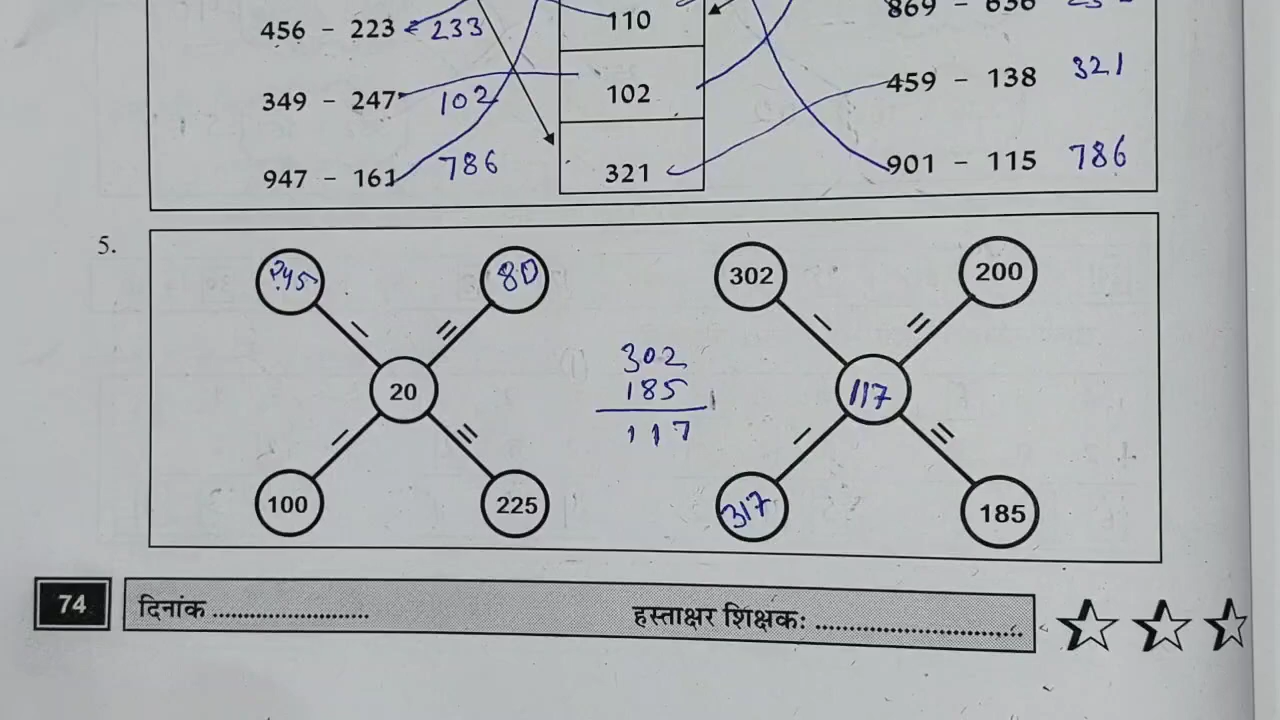 110
456 - 223 233
869 - 636
349 - 247 102
102
459 - 138 321
947 - 161 786
321
901 - 115 786
5.
245 80
302 200
20
302
185
117
117
100 225
317 185
74 दिनांक ........................ हस्ताक्षर शिक्षक: ................................